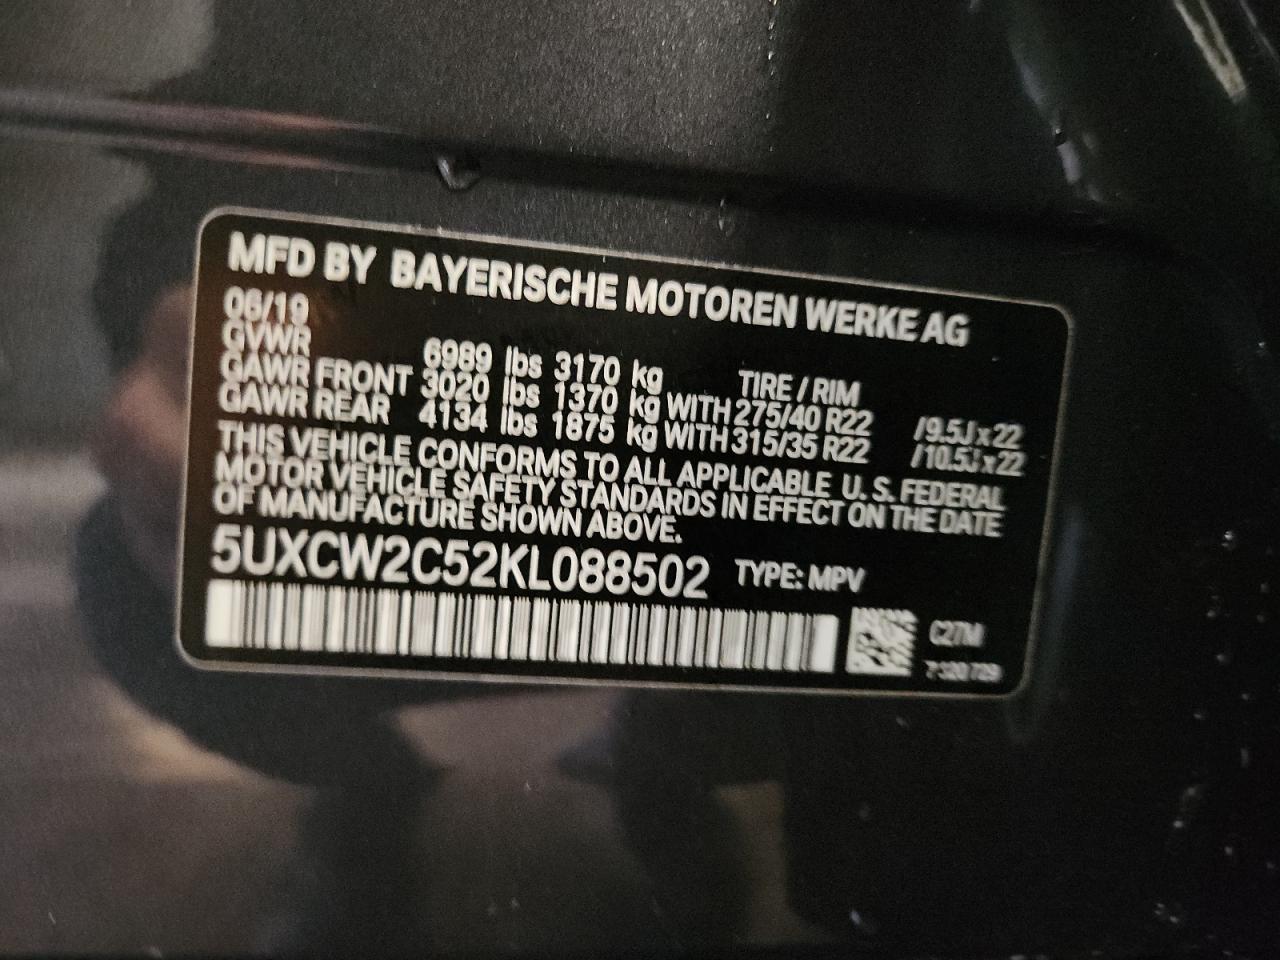 MFD BY BAYERISCHE MOTOREN WERKE AG
06/19
GVWR 6989 lbs 3170 kg TIRE / RIM
GAWR FRONT 3020 lbs 1370 kg WITH 275/40 R22 /9.5J x 22
GAWR REAR 4134 lbs 1875 kg WITH 315/35 R22 /10.5J x 22
THIS VEHICLE CONFORMS TO ALL APPLICABLE U. S. FEDERAL
MOTOR VEHICLE SAFETY STANDARDS IN EFFECT ON THE DATE
OF MANUFACTURE SHOWN ABOVE.
5UXCW2C52KL088502 TYPE: MPV